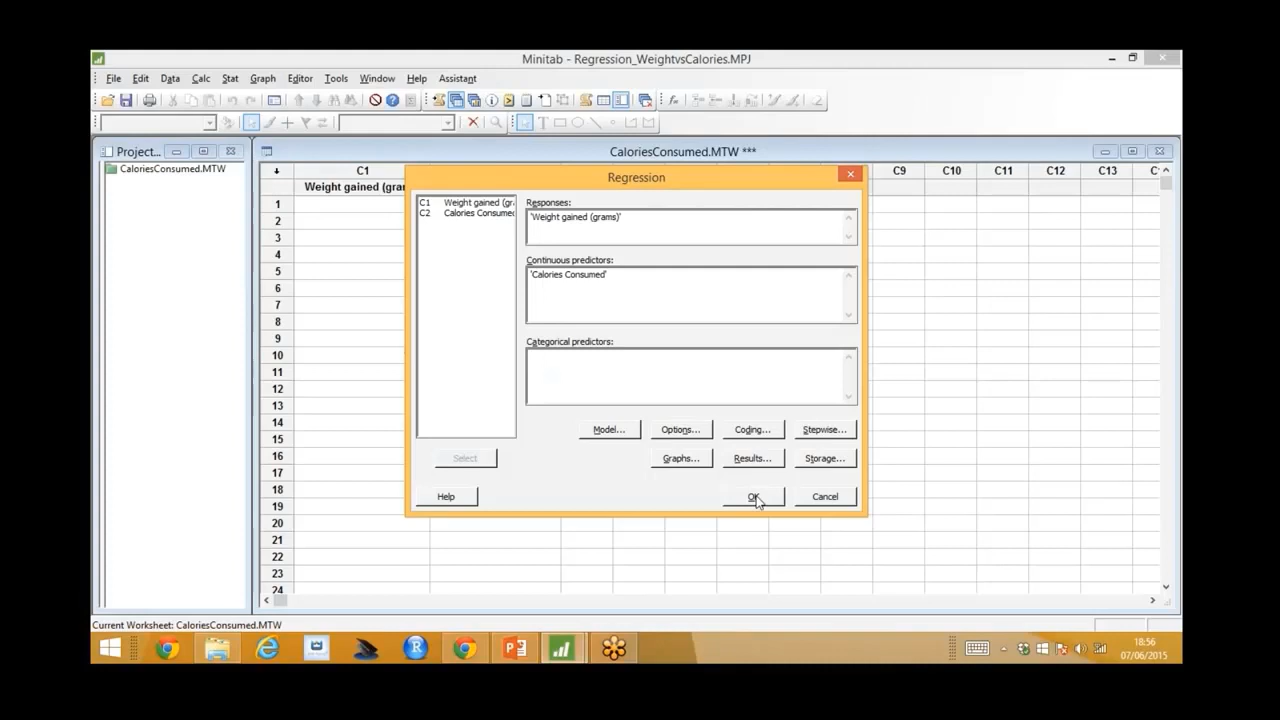 Minitab - Regression_WeightvsCalories.MPJ
File Edit Data Calc Stat Graph Editor Tools Window Help Assistant
Project...
CaloriesConsumed.MTW ***
CaloriesConsumed.MTW
C1 C9 C10 C11 C12 C13
Weight gained (gra
Regression
C1 Weight gained (gr
C2 Calories Consume
Responses:
'Weight gained (grams)'
Continuous predictors:
'Calories Consumed'
Categorical predictors:
Model... Options... Coding... Stepwise...
Select Graphs... Results... Storage...
Help OK Cancel
1
2
3
4
5
6
7
8
9
10
11
12
13
14
15
16
17
18
19
20
21
22
23
24
Current Worksheet: CaloriesConsumed.MTW
18:56
07/06/2015